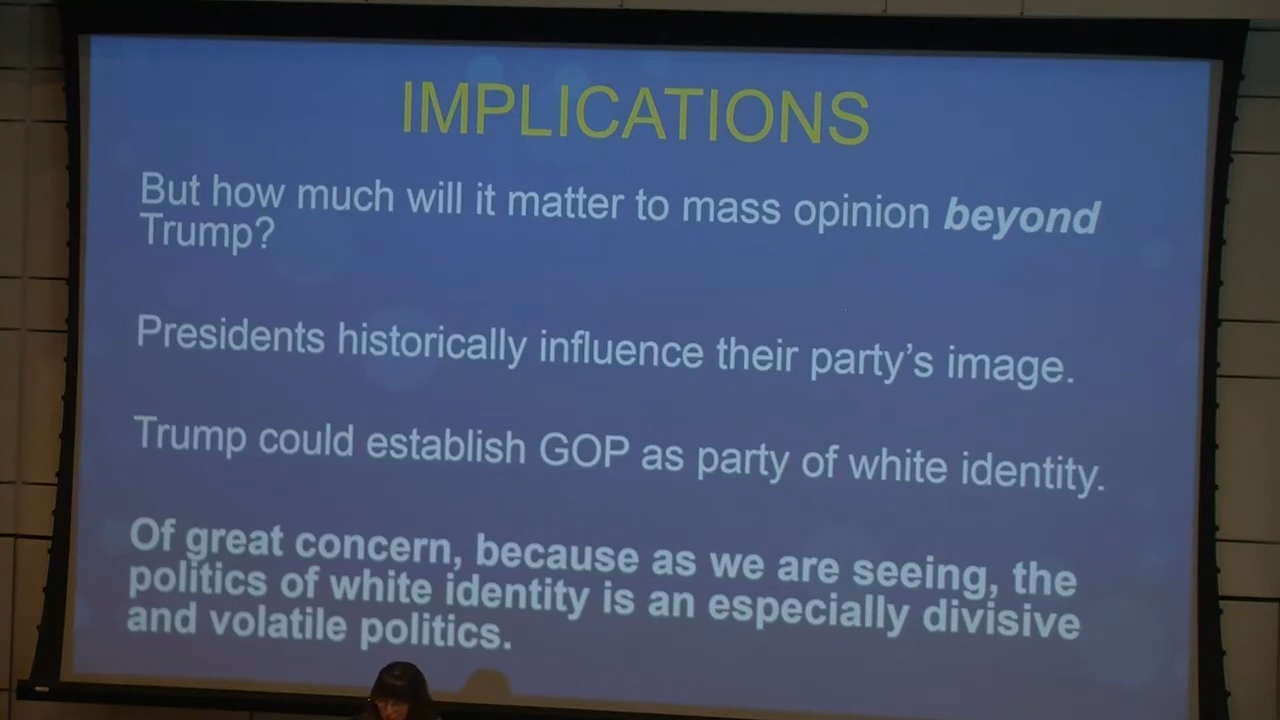 IMPLICATIONS
But how much will it matter to mass opinion beyond
Trump?
Presidents historically influence their party’s image.
Trump could establish GOP as party of white identity.
Of great concern, because as we are seeing, the
politics of white identity is an especially divisive
and volatile politics.